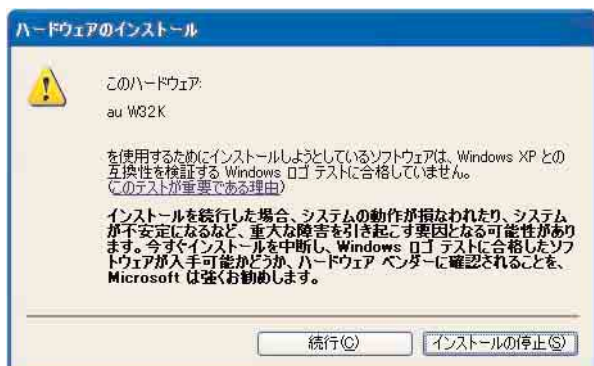 ハードウェアのインストール
このハードウェア:
au W32K
を使用するためにインストールしようとしているソフトウェアは、Windows XP との
互換性を検証する Windows ロゴ テストに合格していません。
(このテストが重要である理由)
インストールを続行した場合、システムの動作が損なわれたり、システム
が不安定になるなど、重大な障害を引き起こす要因となる可能性があり
ます。今すぐインストールを中断し、Windows ロゴ テストに合格したソフ
トウェアが入手可能かどうか、ハードウェア ベンダーに確認されることを、
Microsoft は強くお勧めします。
続行(C)
インストールの停止(S)